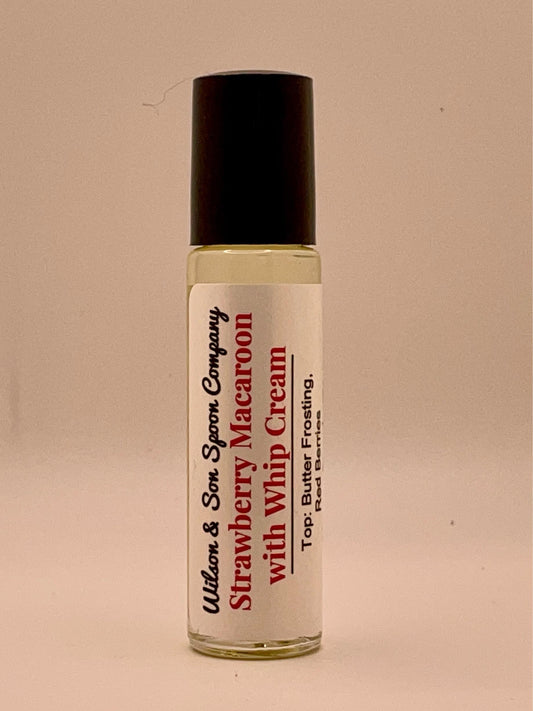 Wilson & Son Spoon Company
Strawberry Macaroon
with Whip Cream
Top: Butter Frosting,
Red Berries